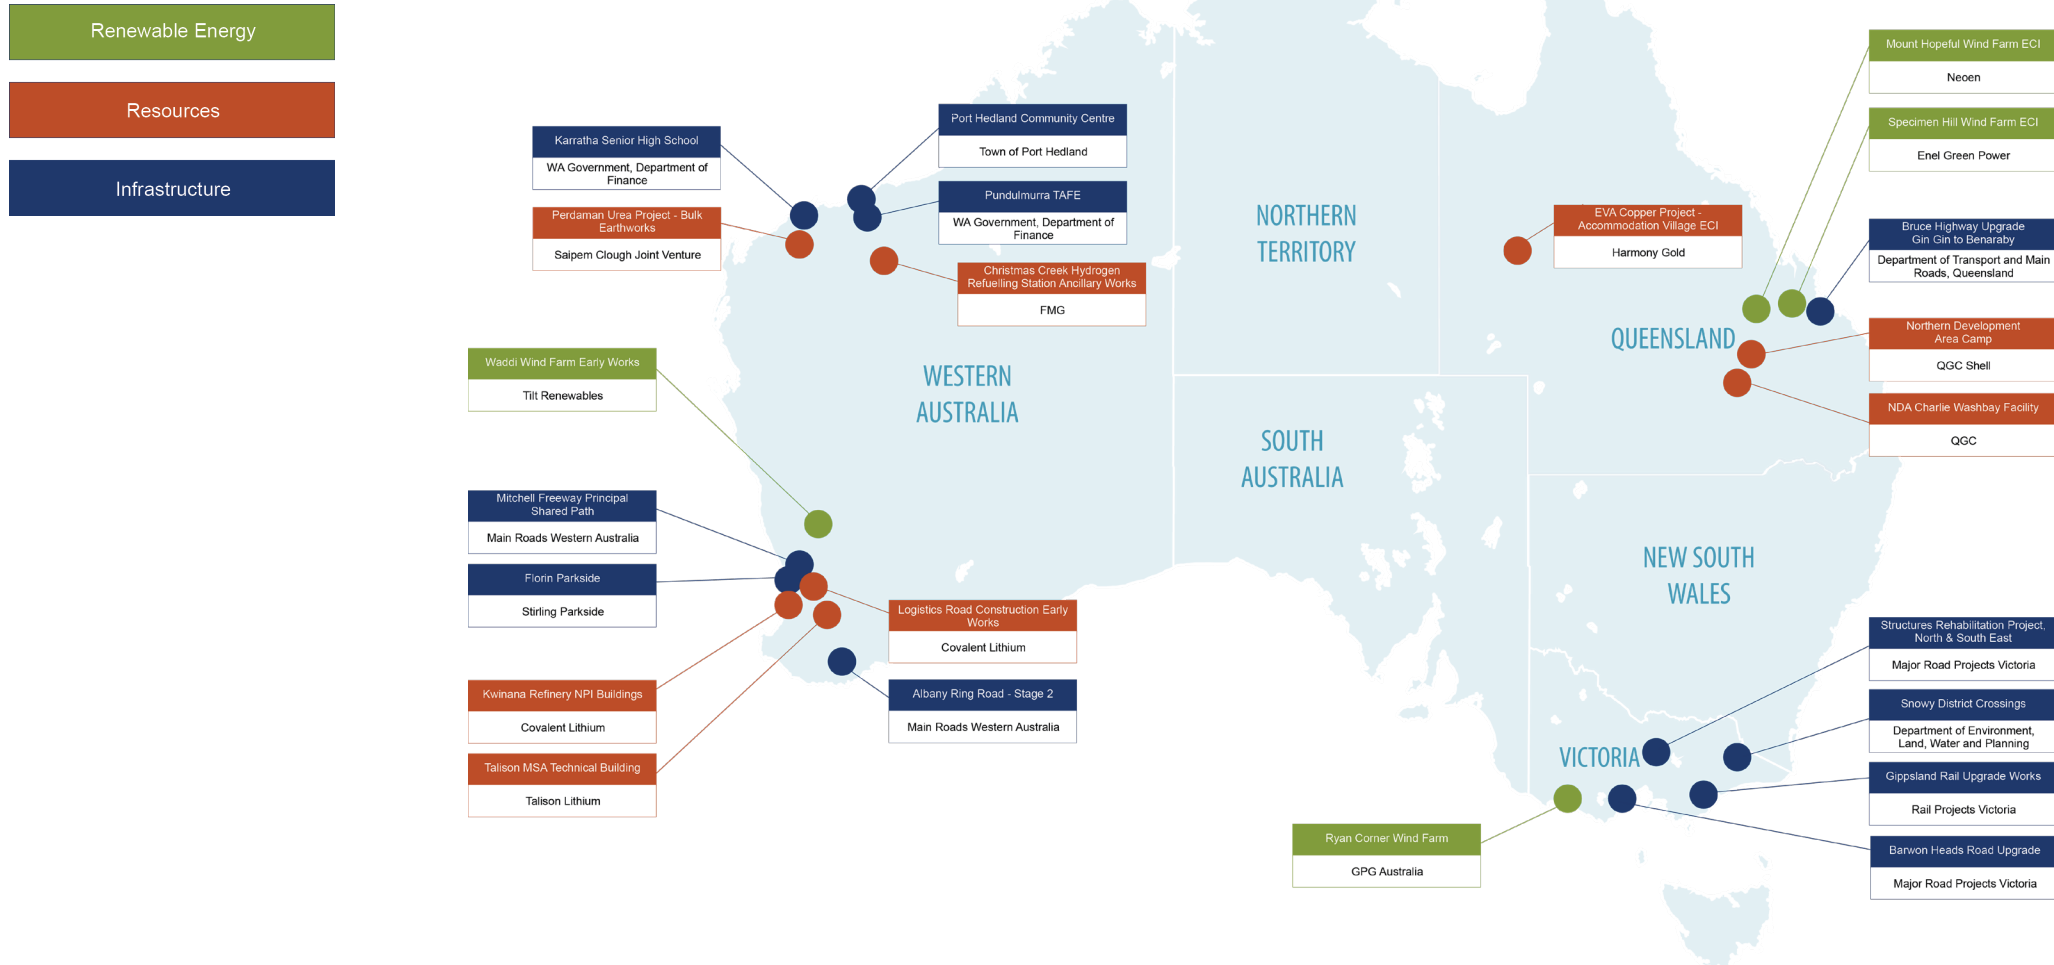 Renewable Energy
Resources
Infrastructure
Karratha Senior High School
WA Government, Department of
Finance
Perdaman Urea Project - Bulk
Earthworks
Saipem Clough Joint Venture
Port Hedland Community Centre
Town of Port Hedland
Pundulmurra TAFE
WA Government, Department of
Finance
Christmas Creek Hydrogen
Refuelling Station Ancillary Works
FMG
Waddi Wind Farm Early Works
Tilt Renewables
Mitchell Freeway Principal
Shared Path
Main Roads Western Australia
Florin Parkside
Stirling Parkside
Kwinana Refinery NPI Buildings
Covalent Lithium
Talison MSA Technical Building
Talison Lithium
Logistics Road Construction Early
Works
Covalent Lithium
Albany Ring Road - Stage 2
Main Roads Western Australia
WESTERN
AUSTRALIA
NORTHERN
TERRITORY
SOUTH
AUSTRALIA
QUEENSLAND
NEW SOUTH
WALES
VICTORIA
EVA Copper Project -
Accommodation Village ECI
Harmony Gold
Mount Hopeful Wind Farm ECI
Neoen
Specimen Hill Wind Farm ECI
Enel Green Power
Bruce Highway Upgrade
Gin Gin to Benaraby
Department of Transport and Main
Roads, Queensland
Northern Development
Area Camp
QGC Shell
NDA Charlie Washbay Facility
QGC
Structures Rehabilitation Project,
North & South East
Major Road Projects Victoria
Snowy District Crossings
Department of Environment,
Land, Water and Planning
Gippsland Rail Upgrade Works
Rail Projects Victoria
Barwon Heads Road Upgrade
Major Road Projects Victoria
Ryan Corner Wind Farm
GPG Australia